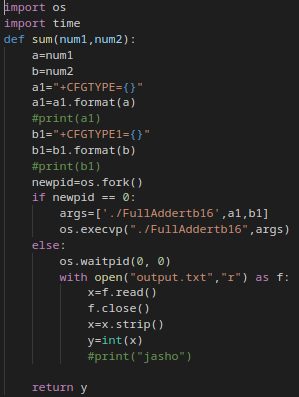 import os
import time
def sum(num1,num2):
    a=num1
    b=num2
    a1="+CFGTYPE={}"
    a1=a1.format(a)
    #print(a1)
    b1="+CFGTYPE1={}"
    b1=b1.format(b)
    #print(b1)
    newpid=os.fork()
    if newpid == 0:
        args=['./FullAddertb16',a1,b1]
        os.execvp("./FullAddertb16",args)
    else:
        os.waitpid(0, 0)
        with open("output.txt","r") as f:
            x=f.read()
            f.close()
            x=x.strip()
            y=int(x)
            #print("jasho")
    return y